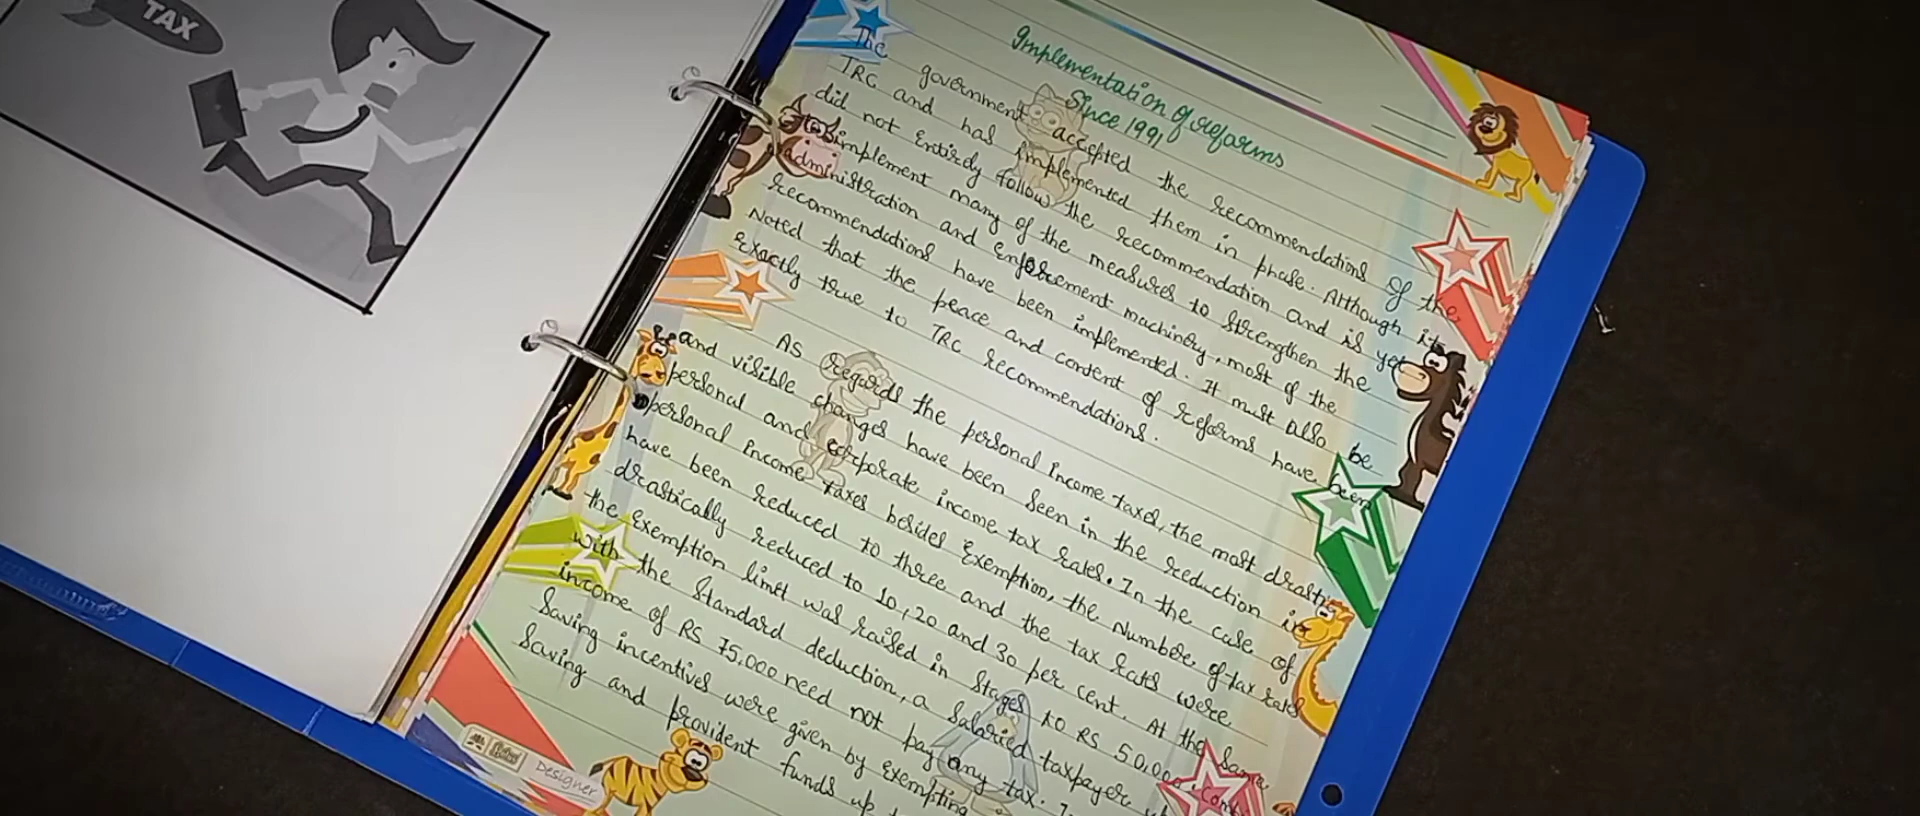 TAX
Implementation of reforms
Since 1991
The government accepted the recommendations of the
TRC and has implemented them in phase. Although it
did not Entirely follow the recommendation and is yet
to implement many of the measures to strengthen the
administration and Enforcement machinery, most of the
recommendations have been implemented. It must also be
Noted that the peace and content of reforms have been
Exactly true to TRC recommendations.
As regards the personal Income taxes, the most drastic
and visible changes have been seen in the reduction in
personal and corporate income tax rates. In the case of
personal Income taxes besides Exemption, the Number of tax rates
have been reduced to three and the tax rates were
drastically reduced to 10, 20 and 30 per cent. At the Same
the Exemption limit was raised in Stages to RS 50,000.
with the Standard deduction, a Salaried taxpayer
income of RS 75,000 need not pay any tax.
Saving incentives were given by Exempting
Saving and provident funds up
Designer